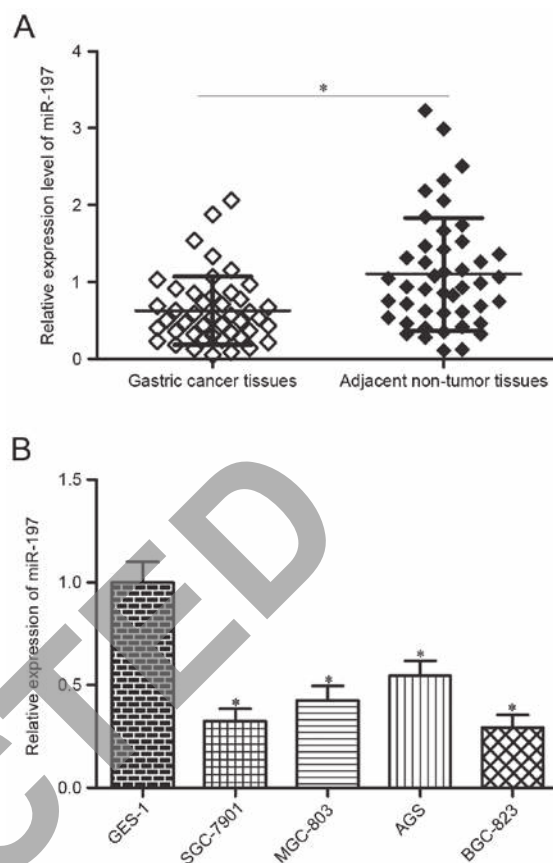 A
Relative expression level of miR-197
4
3
2
1
0
*
Gastric cancer tissues
Adjacent non-tumor tissues
B
Relative expression of miR-197
1.5
1.0
0.5
0.0
*
*
*
*
GES-1
SGC-7901
MGC-803
AGS
BGC-823
CTED